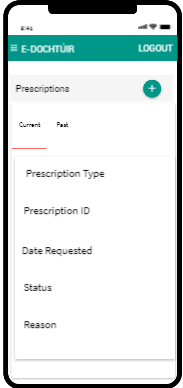 9:41
E-DOCHTÚIR LOGOUT
Prescriptions +
Current Past
Prescription Type
Prescription ID
Date Requested
Status
Reason